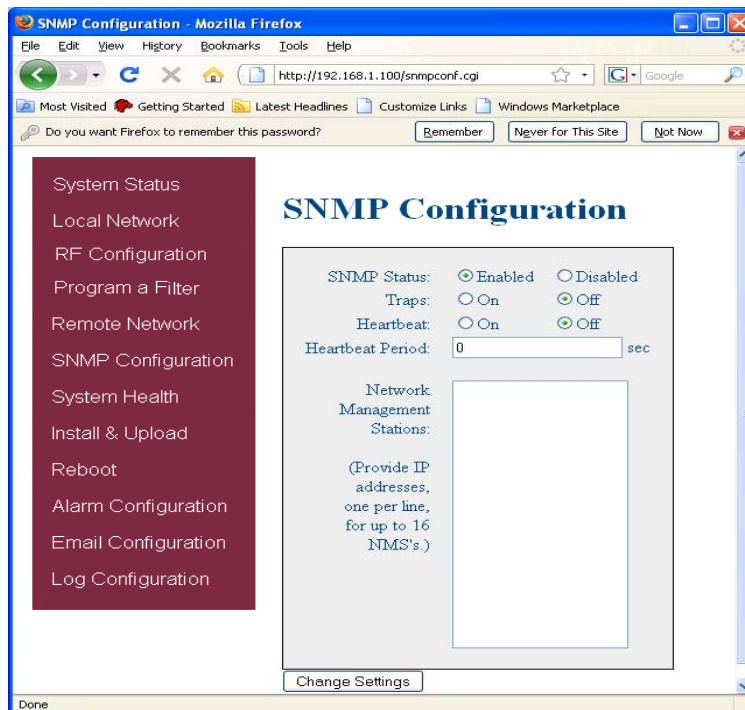 SNMP Configuration - Mozilla Firefox
File Edit View History Bookmarks Tools Help
http://192.168.1.100/snmpconf.cgi
G Google
Most Visited Getting Started Latest Headlines Customize Links Windows Marketplace
Do you want Firefox to remember this password? Remember Never for This Site Not Now
System Status
Local Network
RF Configuration
Program a Filter
Remote Network
SNMP Configuration
System Health
Install & Upload
Reboot
Alarm Configuration
Email Configuration
Log Configuration
SNMP Configuration
SNMP Status: Enabled Disabled
Traps: On Off
Heartbeat: On Off
Heartbeat Period: 0 sec
Network
Management
Stations:
(Provide IP
addresses,
one per line,
for up to 16
NMS's.)
Change Settings
Done